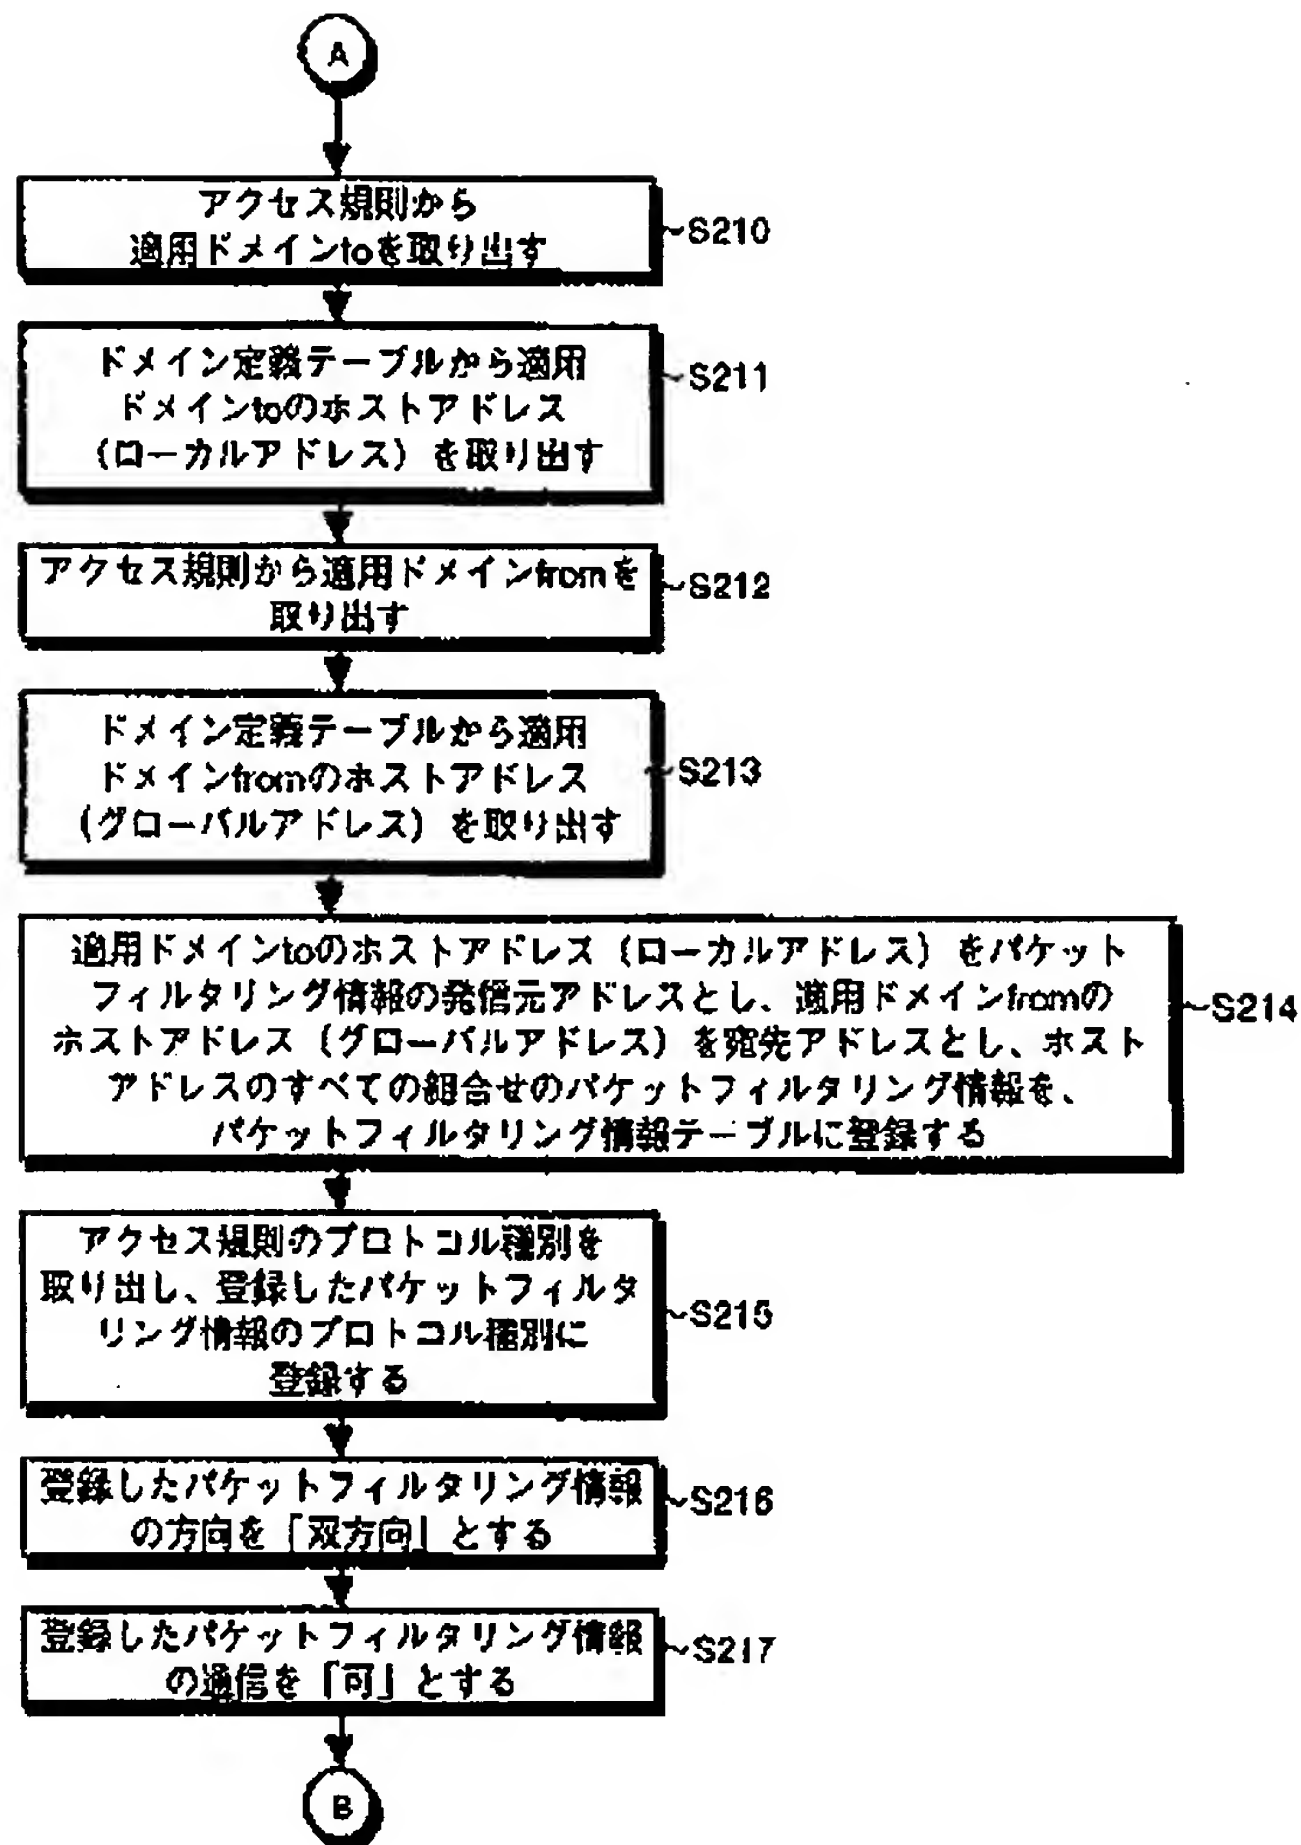 A
アクセス規則から
適用ドメインtoを取り出す
~S210
ドメイン定義テーブルから適用
ドメインtoのホストアドレス
(ローカルアドレス)を取り出す
~S211
アクセス規則から適用ドメインfromを
取り出す
~S212
ドメイン定義テーブルから適用
ドメインfromのホストアドレス
(グローバルアドレス)を取り出す
~S213
適用ドメインtoのホストアドレス(ローカルアドレス)をパケット
フィルタリング情報の発信元アドレスとし、適用ドメインfromの
ホストアドレス(グローバルアドレス)を宛先アドレスとし、ホスト
アドレスのすべての組合せのパケットフィルタリング情報を、
パケットフィルタリング情報テーブルに登録する
~S214
アクセス規則のプロトコル種別を
取り出し、登録したパケットフィルタ
リング情報のプロトコル種別に
登録する
~S215
登録したパケットフィルタリング情報
の方向を「双方向」とする
~S216
登録したパケットフィルタリング情報
の通信を「可」とする
~S217
B